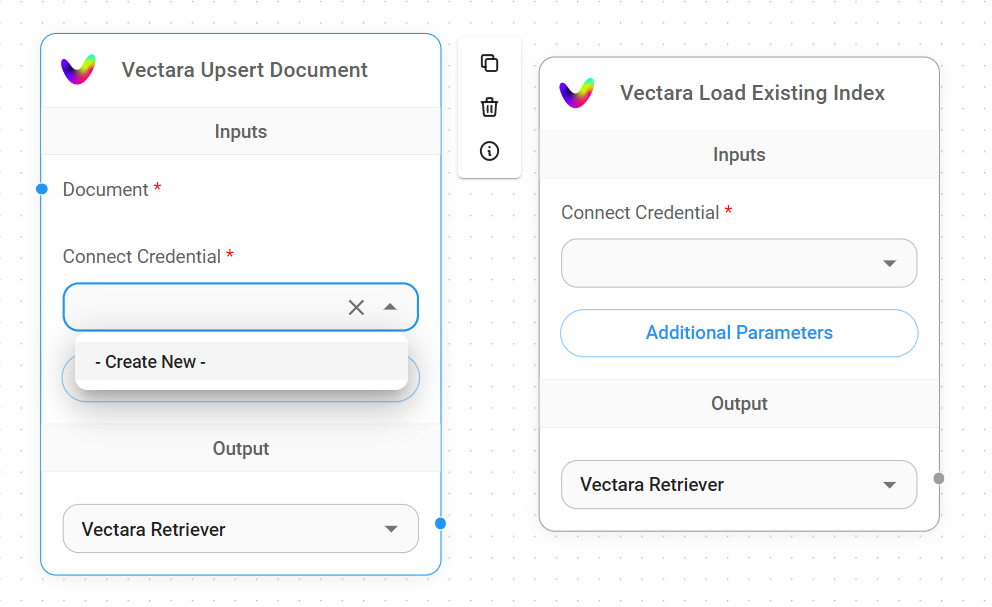 Vectara Upsert Document
Inputs
Document *
Connect Credential *
- Create New -
Output
Vectara Retriever
Vectara Load Existing Index
Inputs
Connect Credential *
Additional Parameters
Output
Vectara Retriever